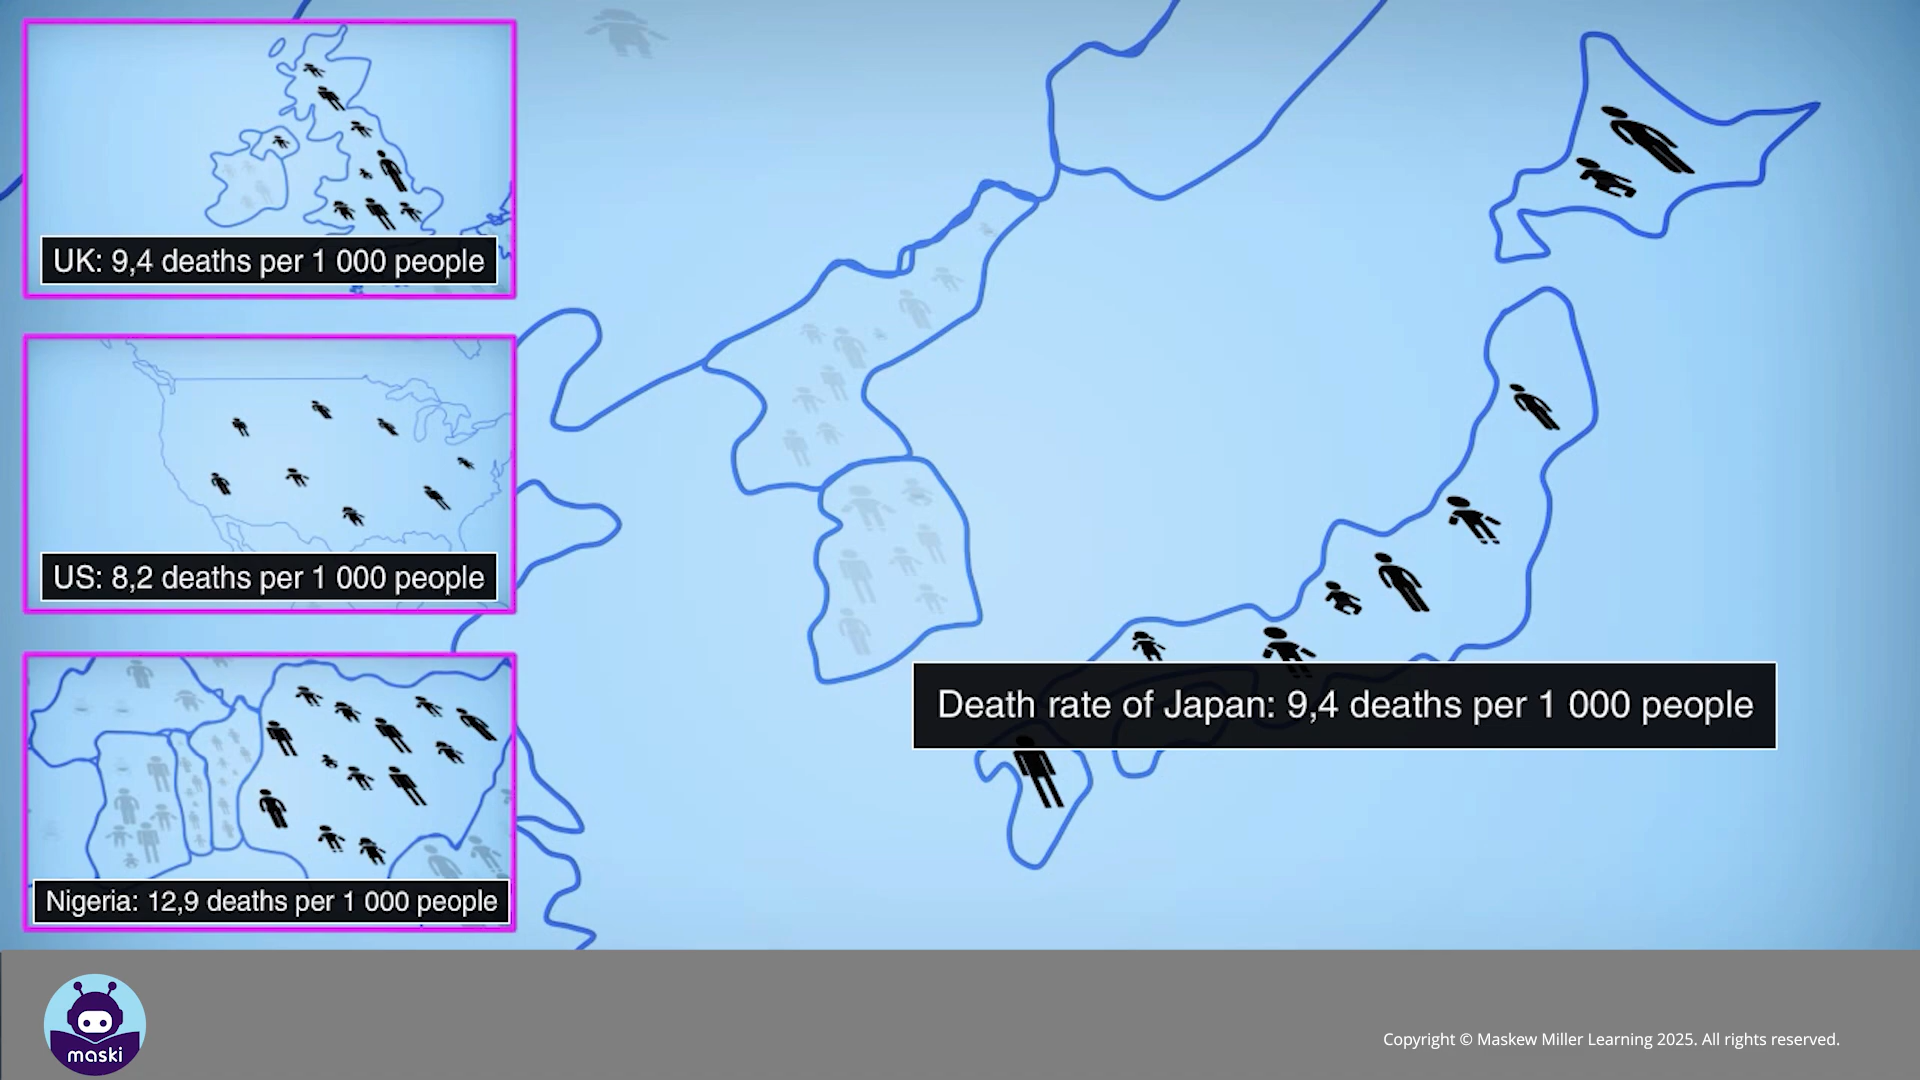 UK: 9,4 deaths per 1 000 people
US: 8,2 deaths per 1 000 people
Nigeria: 12,9 deaths per 1 000 people
Death rate of Japan: 9,4 deaths per 1 000 people
maski
Copyright © Maskew Miller Learning 2025. All rights reserved.